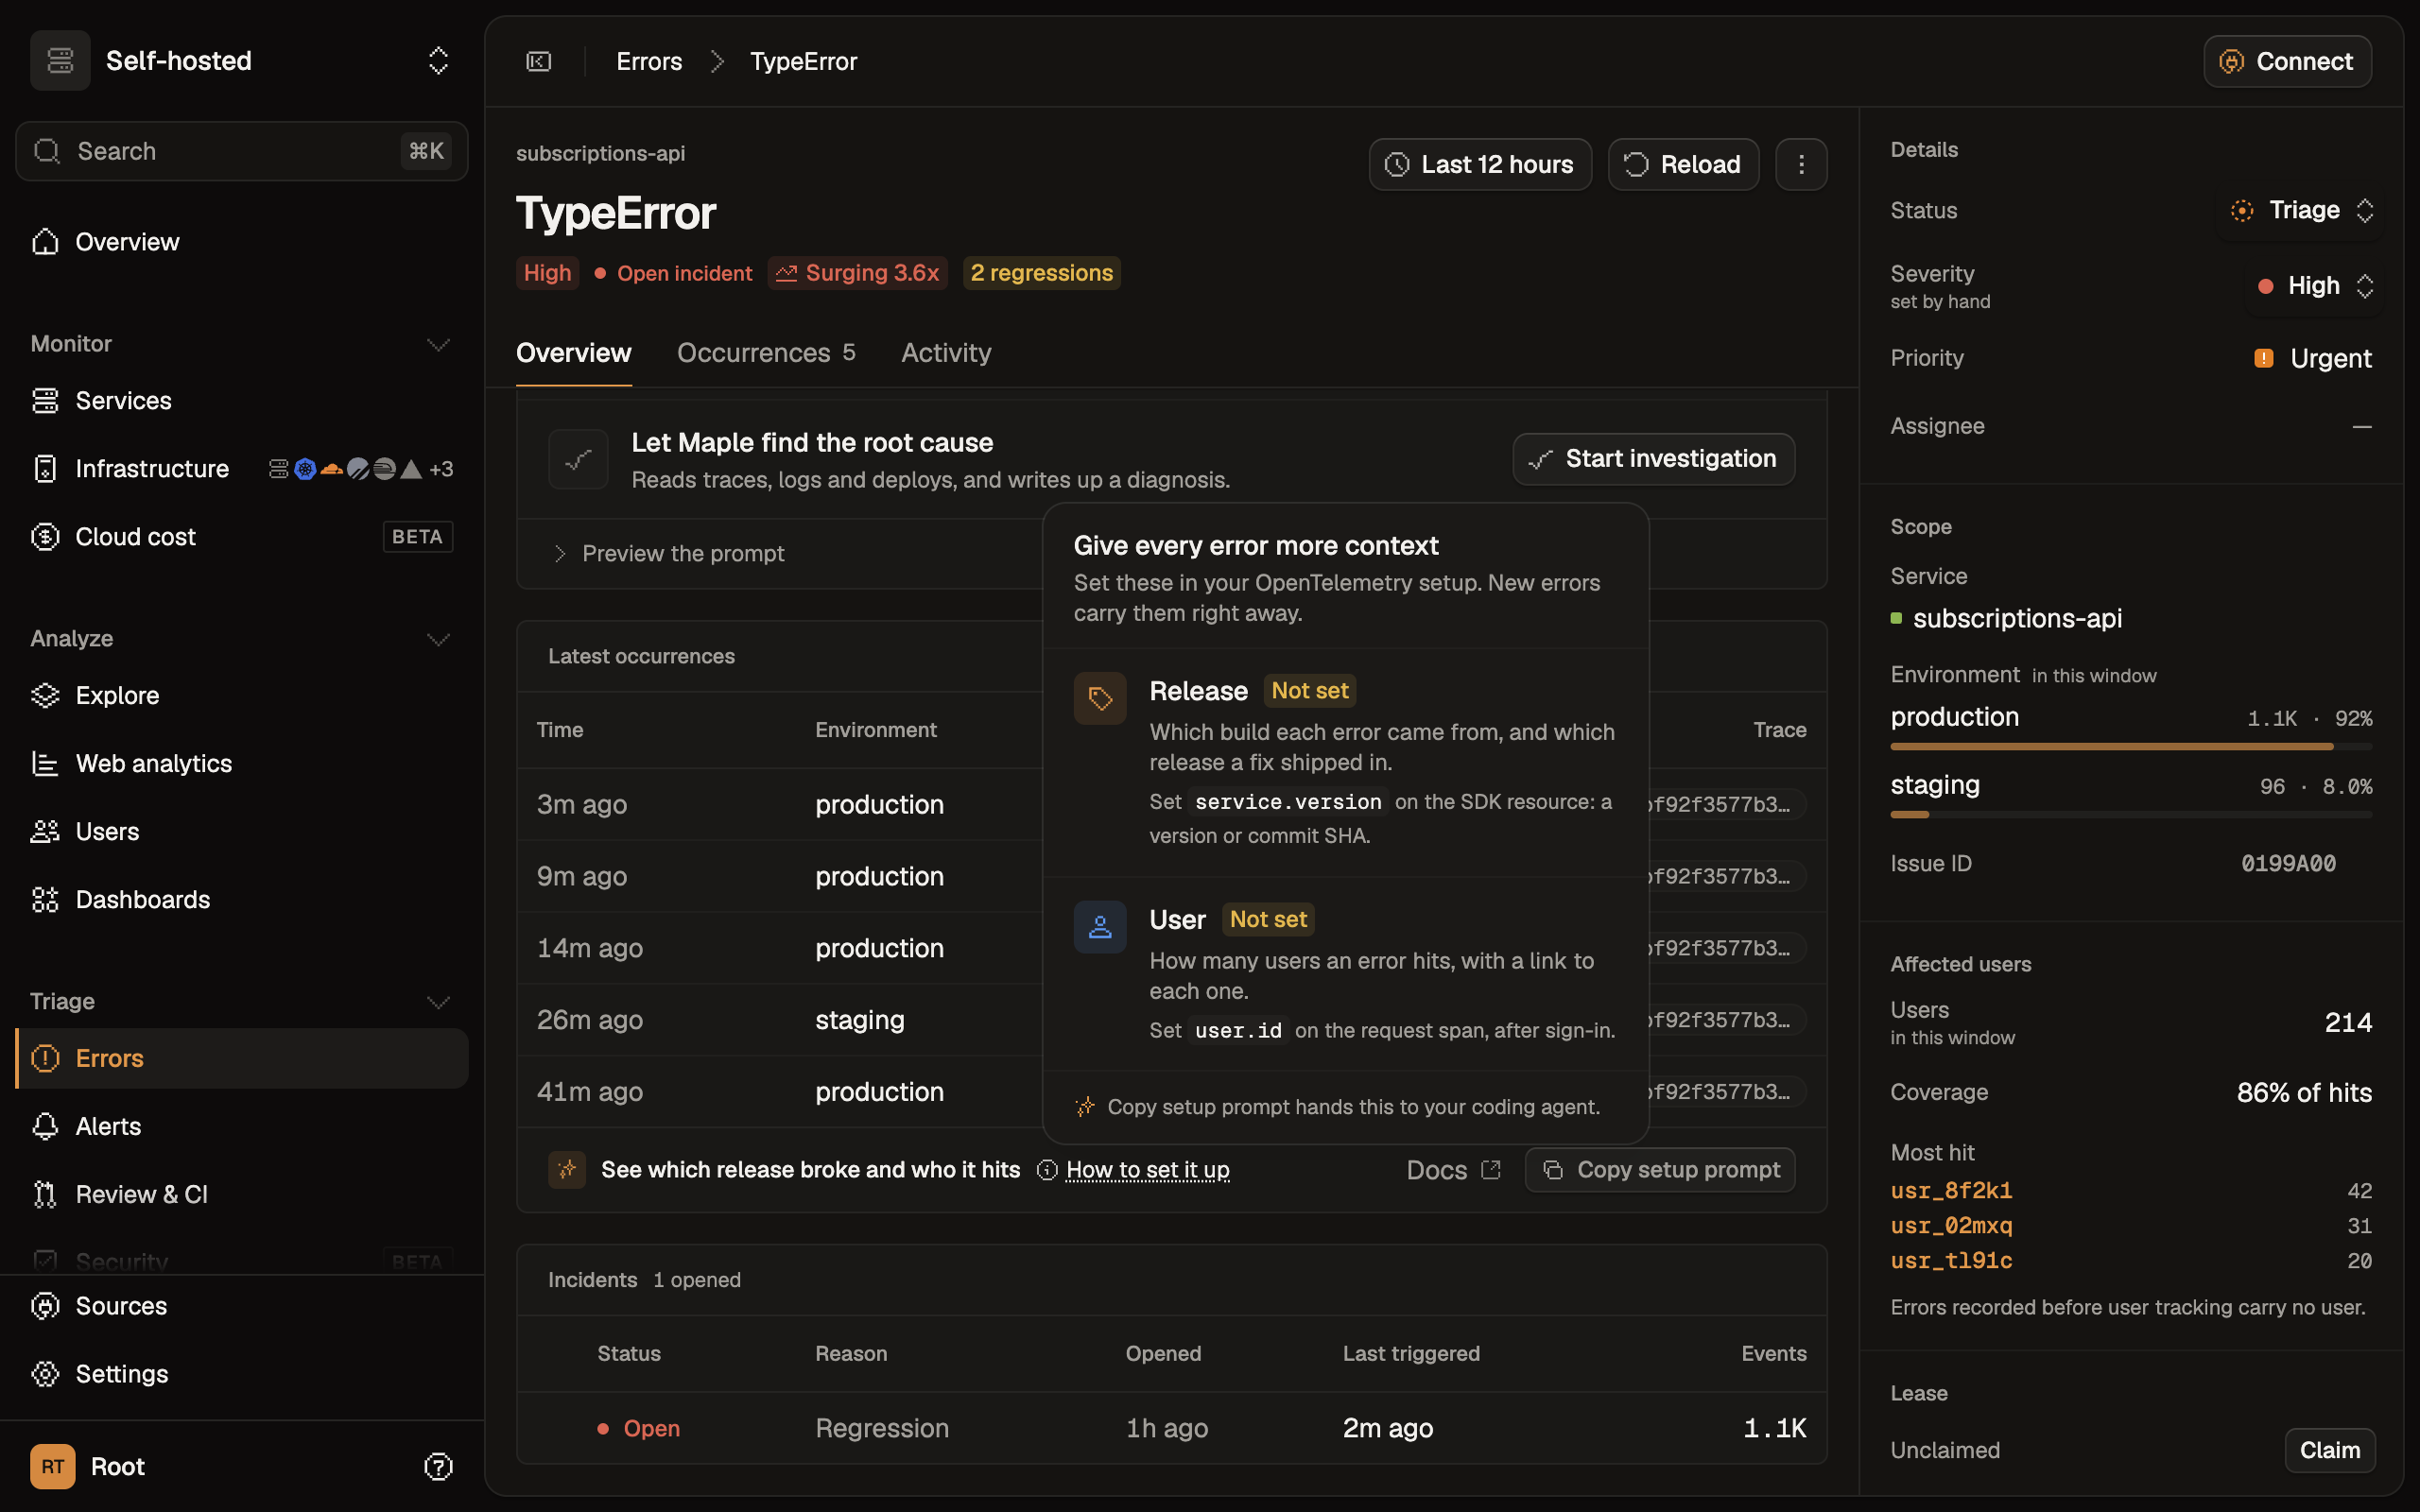 Self-hosted
Search ⌘K
Overview
Monitor
Services
Infrastructure +3
Cloud cost BETA
Analyze
Explore
Web analytics
Users
Dashboards
Triage
Errors
Alerts
Review & CI
Security BETA
Sources
Settings
RT Root
Errors TypeError
Connect
subscriptions-api
Last 12 hours Reload
TypeError
High Open incident Surging 3.6x 2 regressions
Overview Occurrences 5 Activity
Let Maple find the root cause
Reads traces, logs and deploys, and writes up a diagnosis.
Start investigation
Preview the prompt
Latest occurrences
Time Environment Trace
3m ago production f92f3577b3…
9m ago production f92f3577b3…
14m ago production f92f3577b3…
26m ago staging f92f3577b3…
41m ago production f92f3577b3…
Give every error more context
Set these in your OpenTelemetry setup. New errors
carry them right away.
Release Not set
Which build each error came from, and which
release a fix shipped in.
Set service.version on the SDK resource: a
version or commit SHA.
User Not set
How many users an error hits, with a link to
each one.
Set user.id on the request span, after sign-in.
Copy setup prompt hands this to your coding agent.
See which release broke and who it hits How to set it up Docs Copy setup prompt
Incidents 1 opened
Status Reason Opened Last triggered Events
Open Regression 1h ago 2m ago 1.1K
Details
Status Triage
Severity High
set by hand
Priority Urgent
Assignee —
Scope
Service
subscriptions-api
Environment in this window
production 1.1K · 92%
staging 96 · 8.0%
Issue ID 0199A00
Affected users
Users 214
in this window
Coverage 86% of hits
Most hit
usr_8f2k1 42
usr_02mxq 31
usr_tl91c 20
Errors recorded before user tracking carry no user.
Lease
Unclaimed Claim